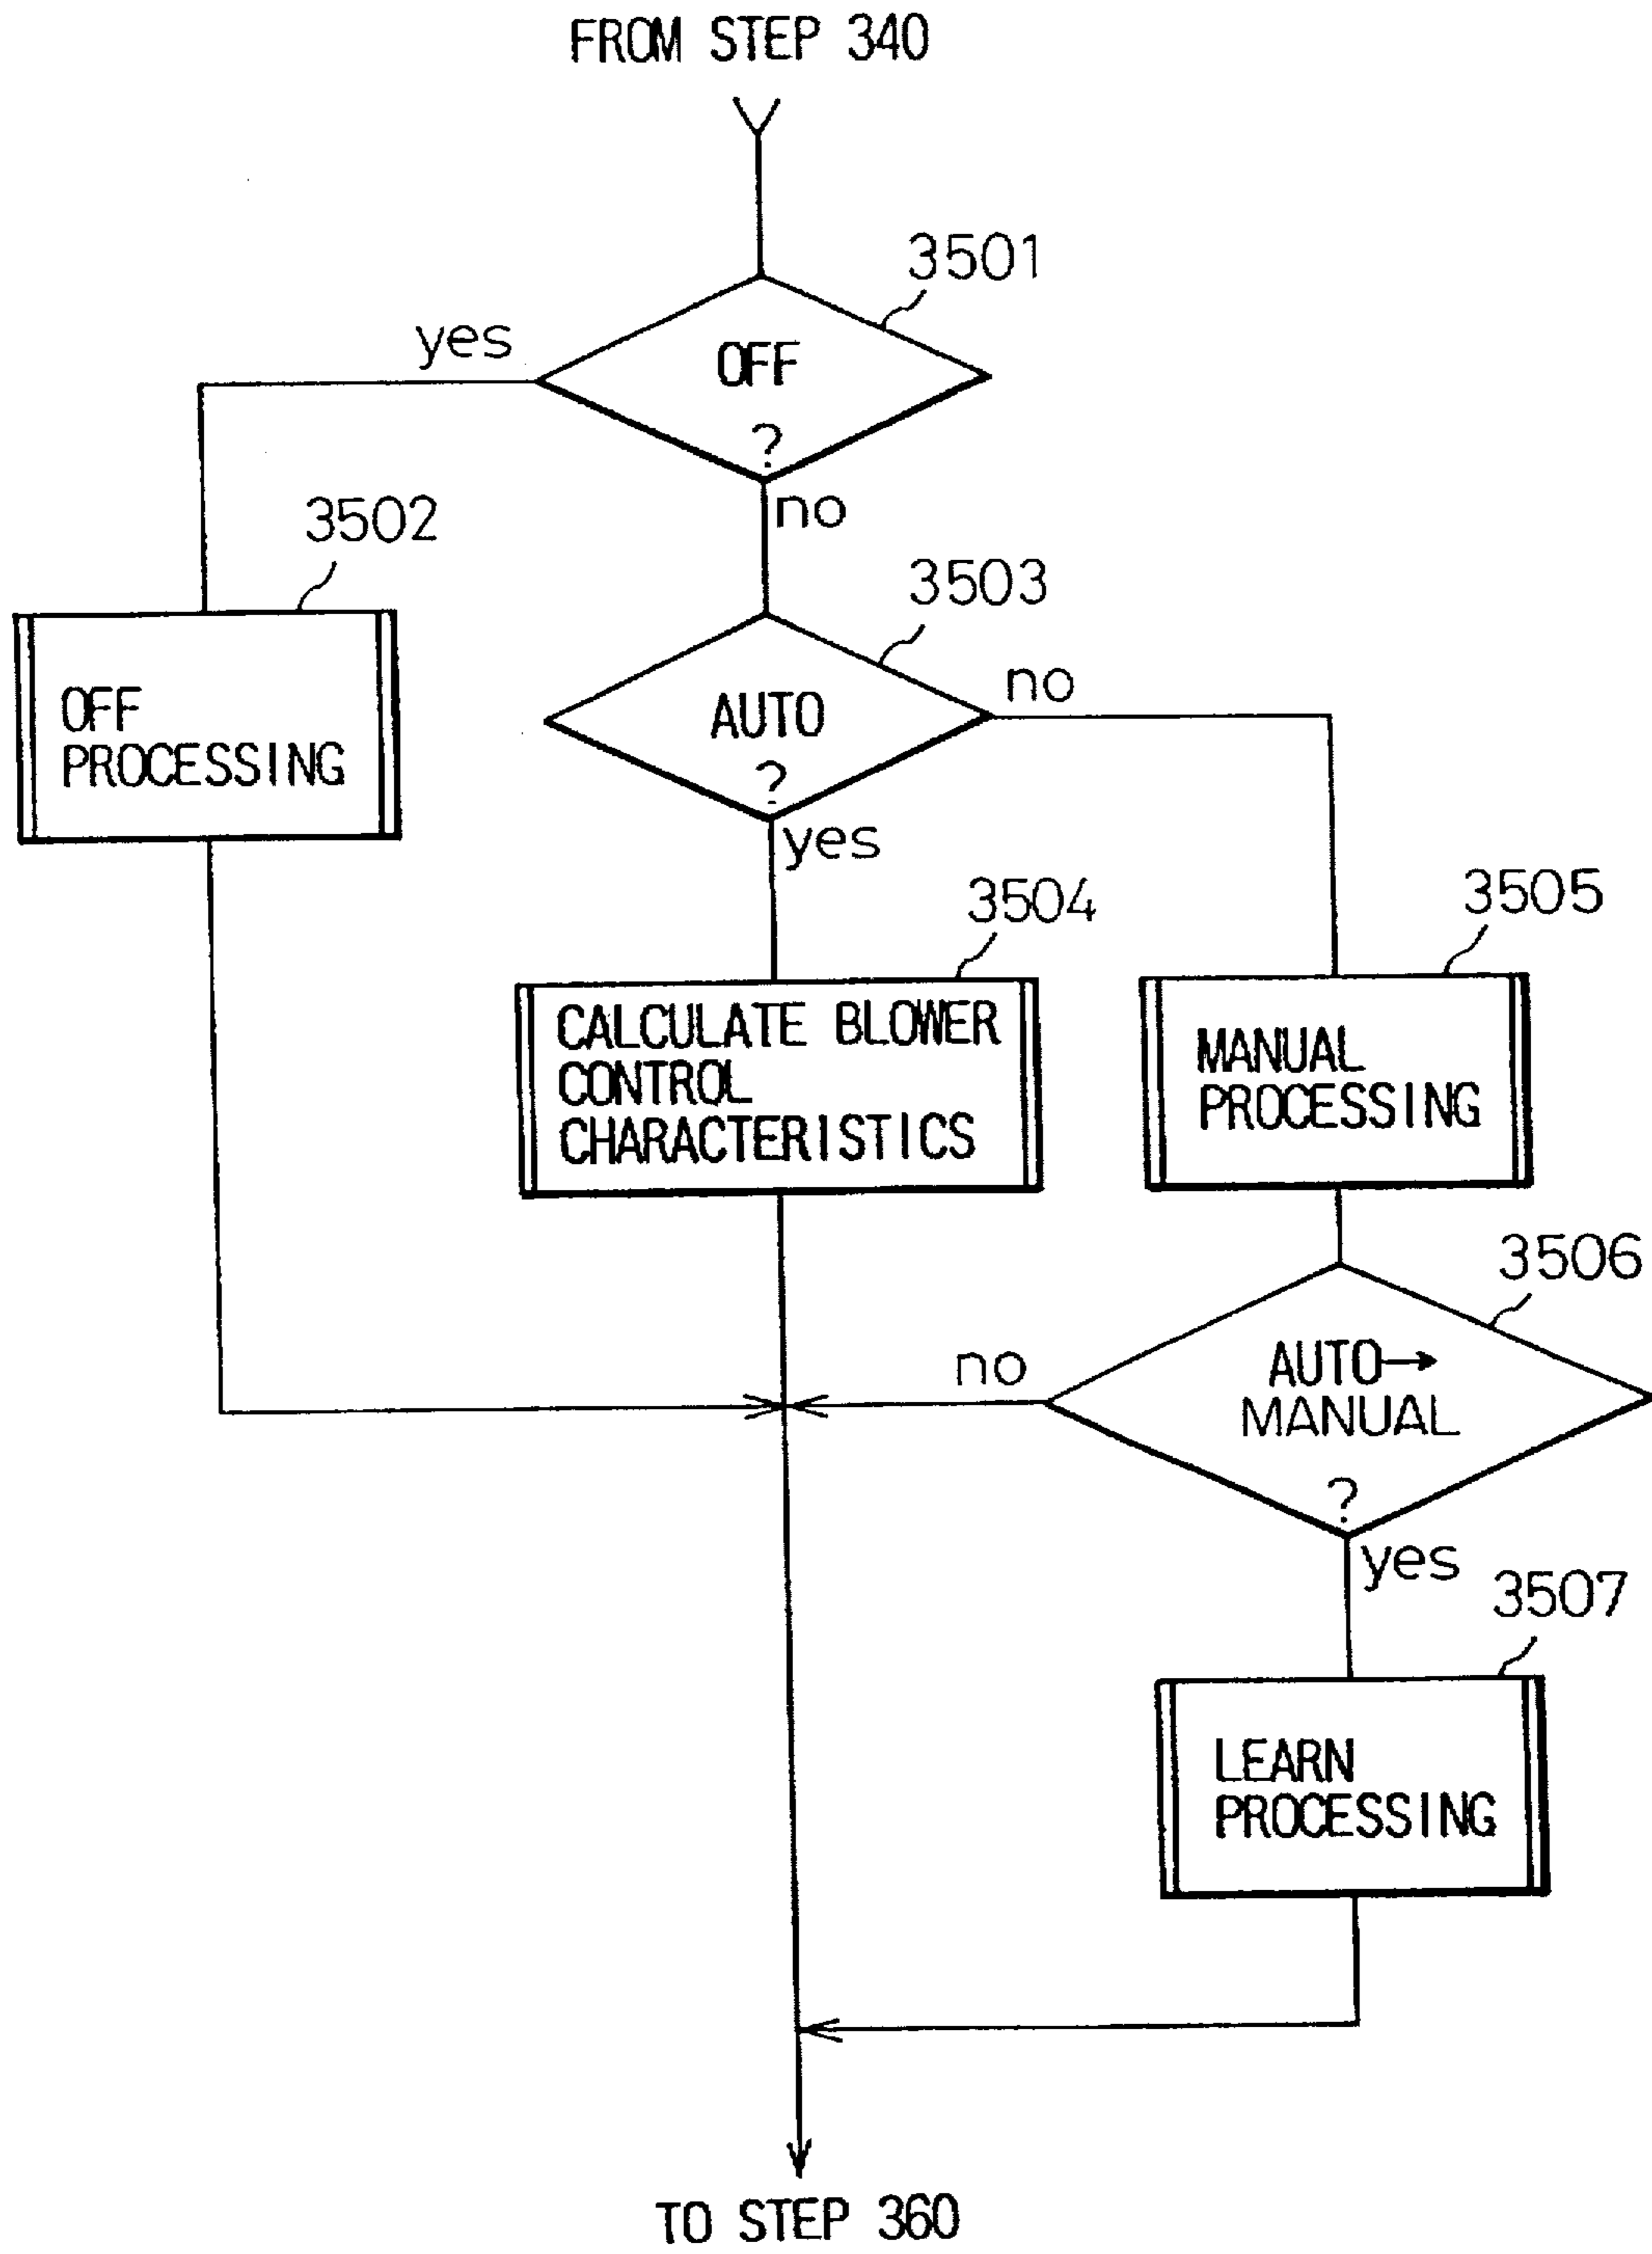 FROM STEP 340
3501
yes
OFF
?
no
3502
OFF
PROCESSING
3503
no
AUTO
?
yes
3504
CALCULATE BLOWER
CONTROL
CHARACTERISTICS
3505
MANUAL
PROCESSING
3506
no
AUTO→
MANUAL
?
yes
3507
LEARN
PROCESSING
TO STEP 360